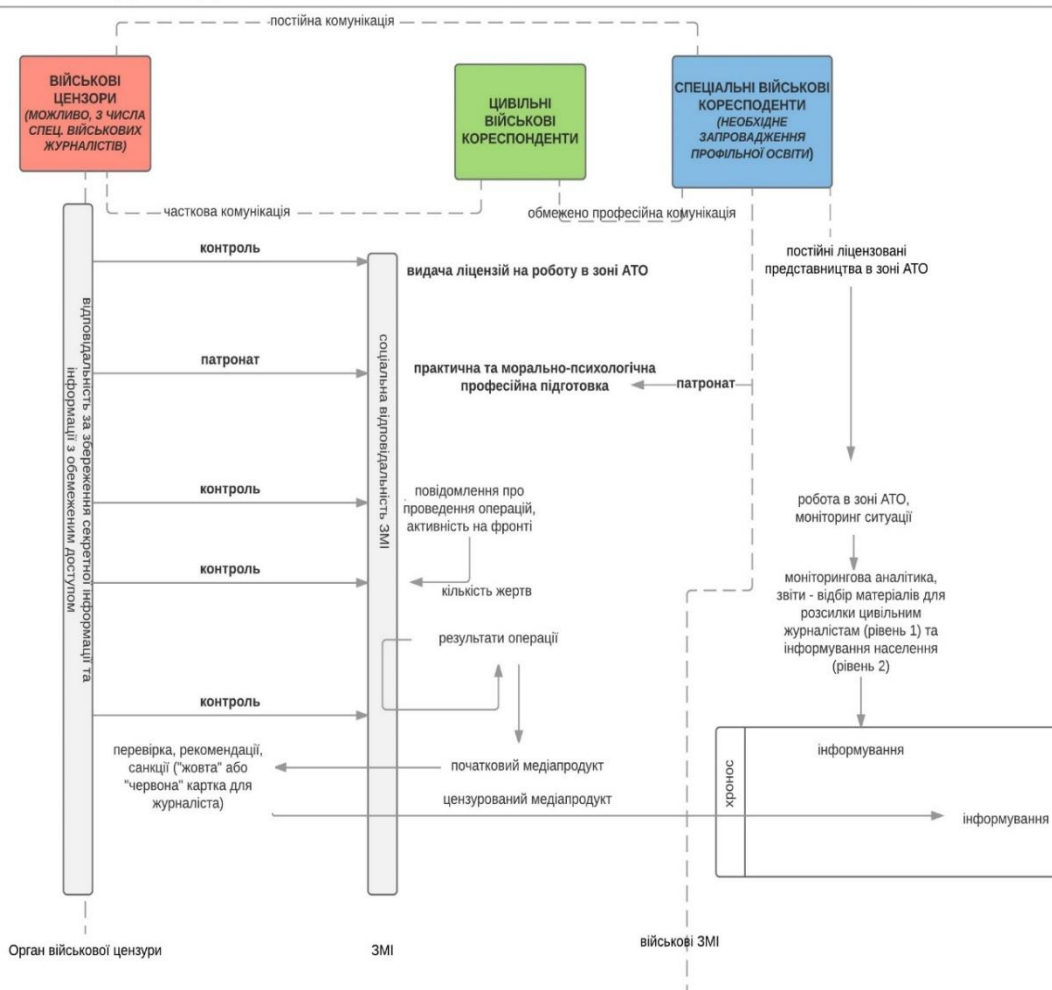 постійна комунікація
ВІЙСЬКОВІ
ЦЕНЗОРИ
(МОЖЛИВО, З ЧИСЛА
СПЕЦ. ВІЙСЬКОВИХ
ЖУРНАЛІСТІВ)
ЦИВІЛЬНІ
ВІЙСЬКОВІ
КОРЕСПОНДЕНТИ
СПЕЦІАЛЬНІ ВІЙСЬКОВІ
КОРЕСПОДЕНТИ
(НЕОБХІДНЕ
ЗАПРОВАДЖЕННЯ
ПРОФІЛЬНОЇ ОСВІТИ)
часткова комунікація
обмежено професійна комунікація
контроль
видача ліцензій на роботу в зоні АТО
постійні ліцензовані
представництва в зоні АТО
відповідальність за збереження секретної інформації та
інформації з обемеженим доступом
соціальна відповідальність ЗМІ
патронат
практична та морально-психологічна
професійна підготовка
патронат
контроль
повідомлення про
проведення операцій,
активність на фронті
робота в зоні АТО,
моніторинг ситуації
контроль
кількість жертв
моніторингова аналітика,
звіти - відбір матеріалів для
розсилки цивільним
журналістам (рівень 1) та
інформування населення
(рівень 2)
результати операції
контроль
перевірка, рекомендації,
санкції ("жовта" або
"червона" картка для
журналіста)
початковий медіапродукт
цензурований медіапродукт
хронос
інформування
інформування
Орган військової цензури
ЗМІ
військові ЗМІ